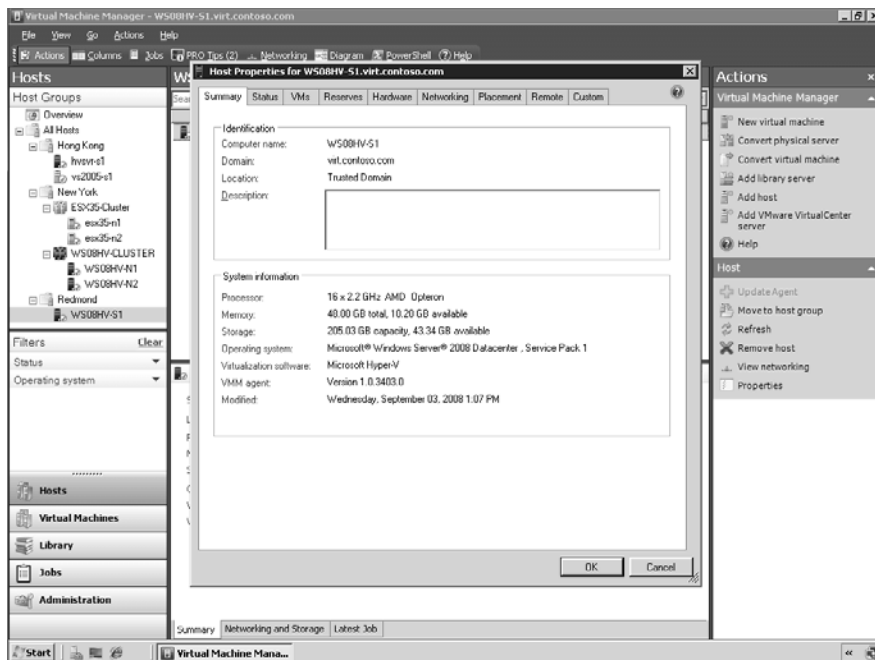 Virtual Machine Manager - WS08HV-S1.virt.contoso.com
File View Go Actions Help
Actions Columns Jobs PRO Tips (2) Networking Diagram PowerShell Help
Hosts
Host Groups
Overview
All Hosts
Hong Kong
hvsvr-s1
vs2005-s1
New York
ESX35-Cluster
esx35-n1
esx35-n2
WS08HV-CLUSTER
WS08HV-N1
WS08HV-N2
Redmond
WS08HV-S1
Filters Clear
Status
Operating system
Hosts
Virtual Machines
Library
Jobs
Administration
Host Properties for WS08HV-S1.virt.contoso.com
Summary Status VMs Reserves Hardware Networking Placement Remote Custom
Identification
Computer name: WS08HV-S1
Domain: virt.contoso.com
Location: Trusted Domain
Description:
System information
Processor: 16 x 2.2 GHz AMD Opteron
Memory: 48.00 GB total, 10.20 GB available
Storage: 205.03 GB capacity, 43.34 GB available
Operating system: Microsoft® Windows Server® 2008 Datacenter , Service Pack 1
Virtualization software: Microsoft Hyper-V
VMM agent: Version 1.0.3403.0
Modified: Wednesday, September 03, 2008 1:07 PM
OK Cancel
Summary Networking and Storage Latest Job
Actions
Virtual Machine Manager
New virtual machine
Convert physical server
Convert virtual machine
Add library server
Add host
Add VMware VirtualCenter
server
Help
Host
Update Agent
Move to host group
Refresh
Remove host
View networking
Properties
Start Virtual Machine Mana...